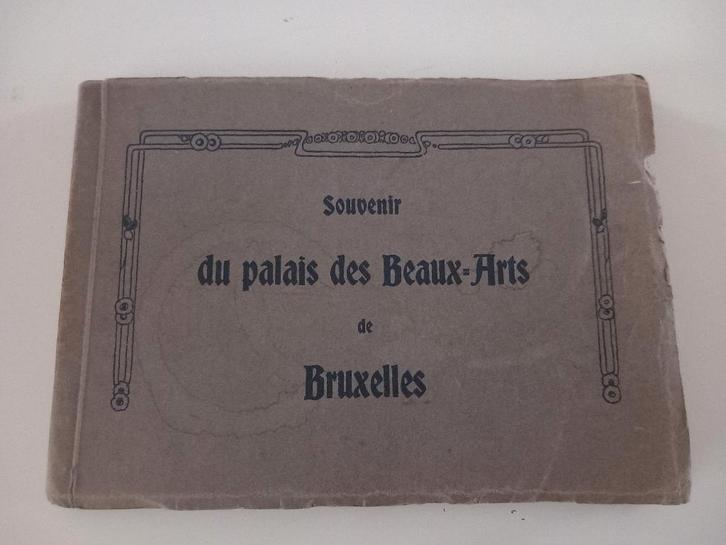 Souvenir
du palais des Beaux=Arts
de
Bruxelles